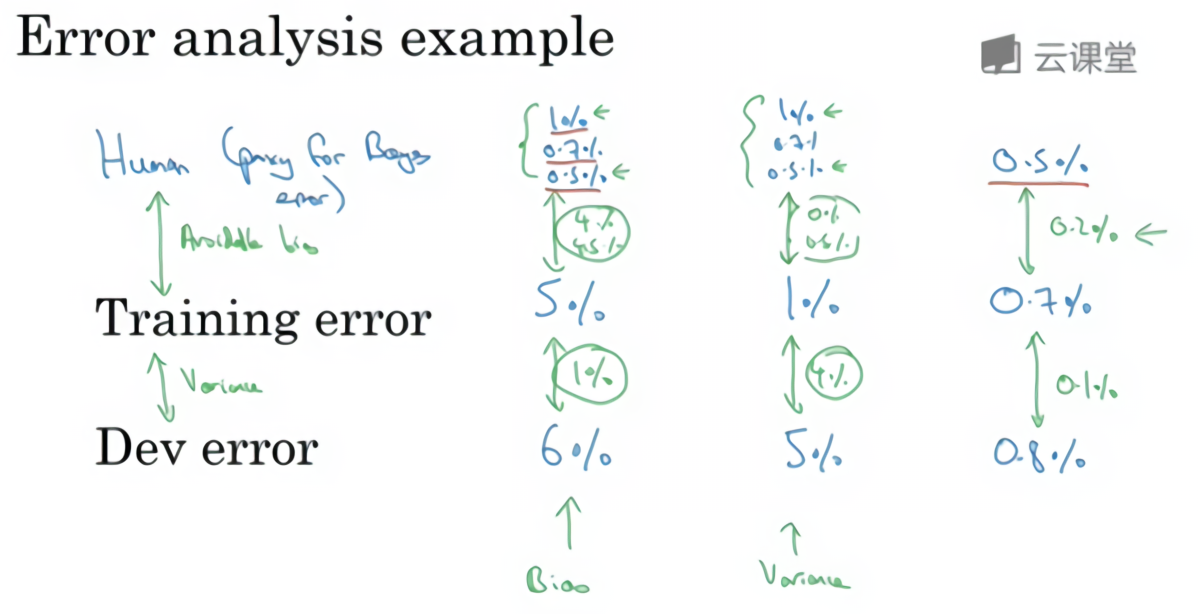 Error analysis example
云课堂
Human (proxy for Bayes
error)
1%
0.7%
0.5%
1%
0.7%
0.5%
0.5%
Avoidable bias
4%
4.5%
0%
0.5%
0.2%
Training error
5%
1%
0.7%
Variance
1%
4%
0.1%
Dev error
6%
5%
0.8%
Bias
Variance